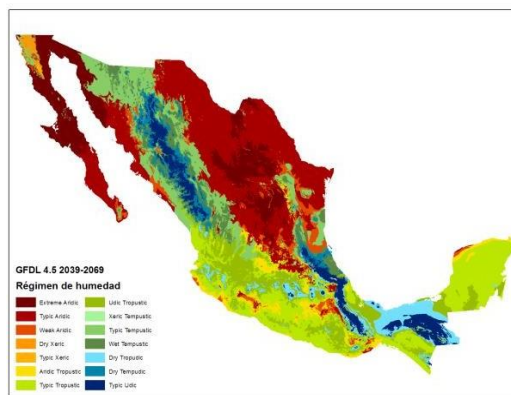 GFDL 4.5 2039-2069
Régimen de humedad
Extreme Aridic
Typic Aridic
Weak Aridic
Dry Xeric
Typic Xeric
Aridic Tropustic
Typic Tropustic
Udic Tropustic
Xeric Tempustic
Typic Tempustic
Wet Tempustic
Dry Tropudic
Dry Tempudic
Typic Udic